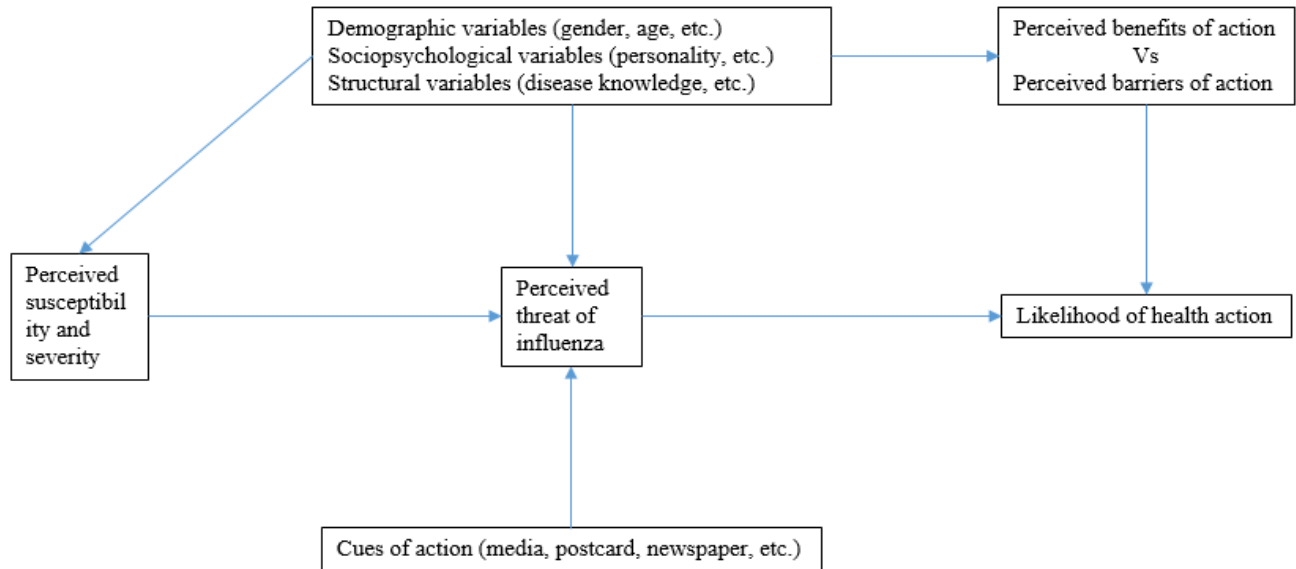 Demographic variables (gender, age, etc.)
Sociopsychological variables (personality, etc.)
Structural variables (disease knowledge, etc.)
Perceived benefits of action
Vs
Perceived barriers of action
Perceived
susceptibil
ity and
severity
Perceived
threat of
influenza
Likelihood of health action
Cues of action (media, postcard, newspaper, etc.)